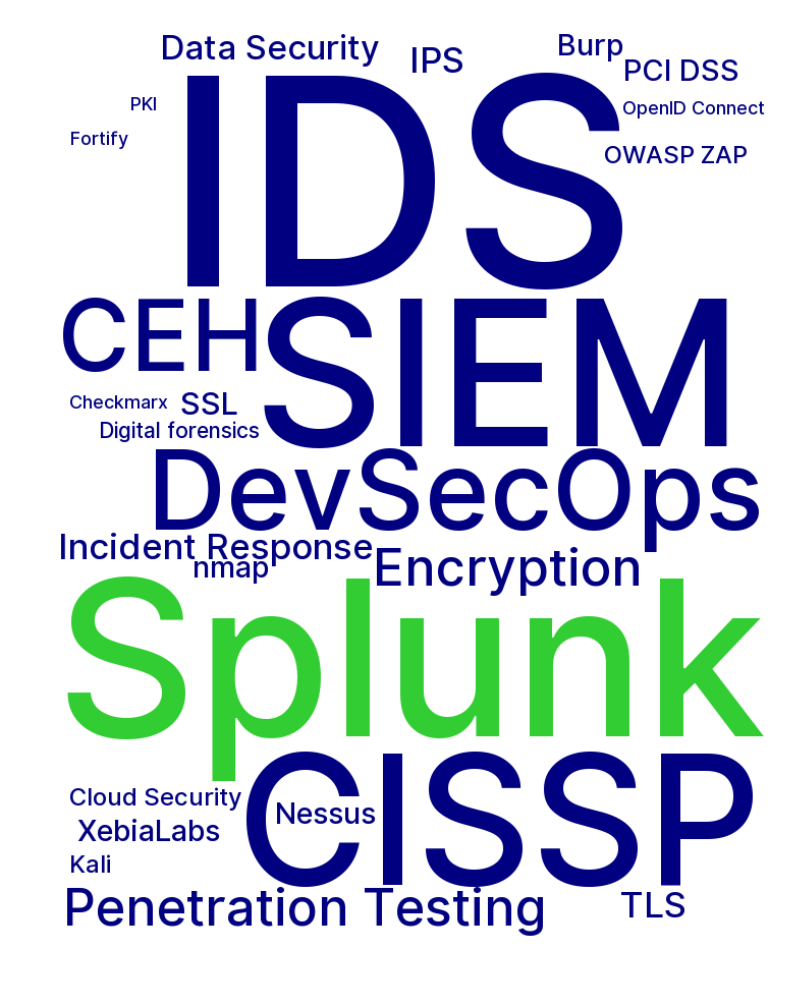 Data Security
IPS
Burp
PCI DSS
PKI
OpenID Connect
Fortify
OWASP ZAP
IDS
CEH
SIEM
Checkmarx
SSL
Digital forensics
DevSecOps
Incident Response
nmap
Encryption
Splunk
CISSP
Cloud Security
Nessus
XebiaLabs
Kali
Penetration Testing
TLS